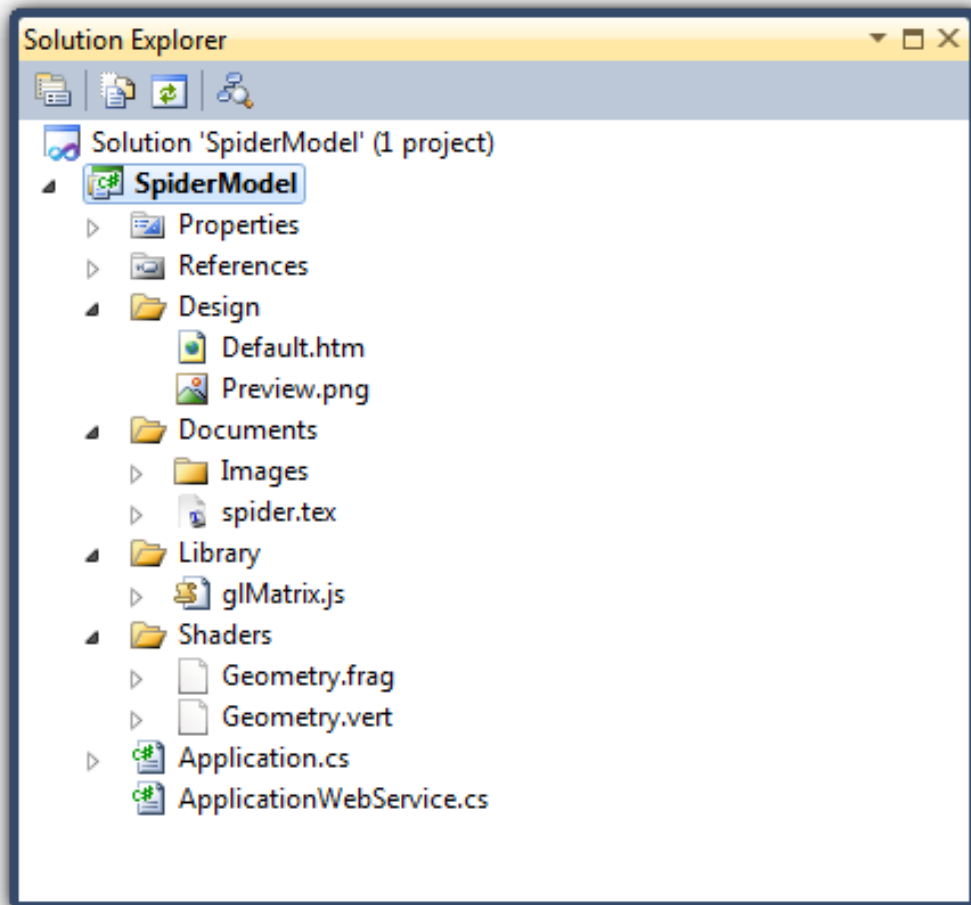 Solution Explorer
Solution 'SpiderModel' (1 project)
SpiderModel
Properties
References
Design
Default.htm
Preview.png
Documents
Images
spider.tex
Library
glMatrix.js
Shaders
Geometry.frag
Geometry.vert
Application.cs
ApplicationWebService.cs